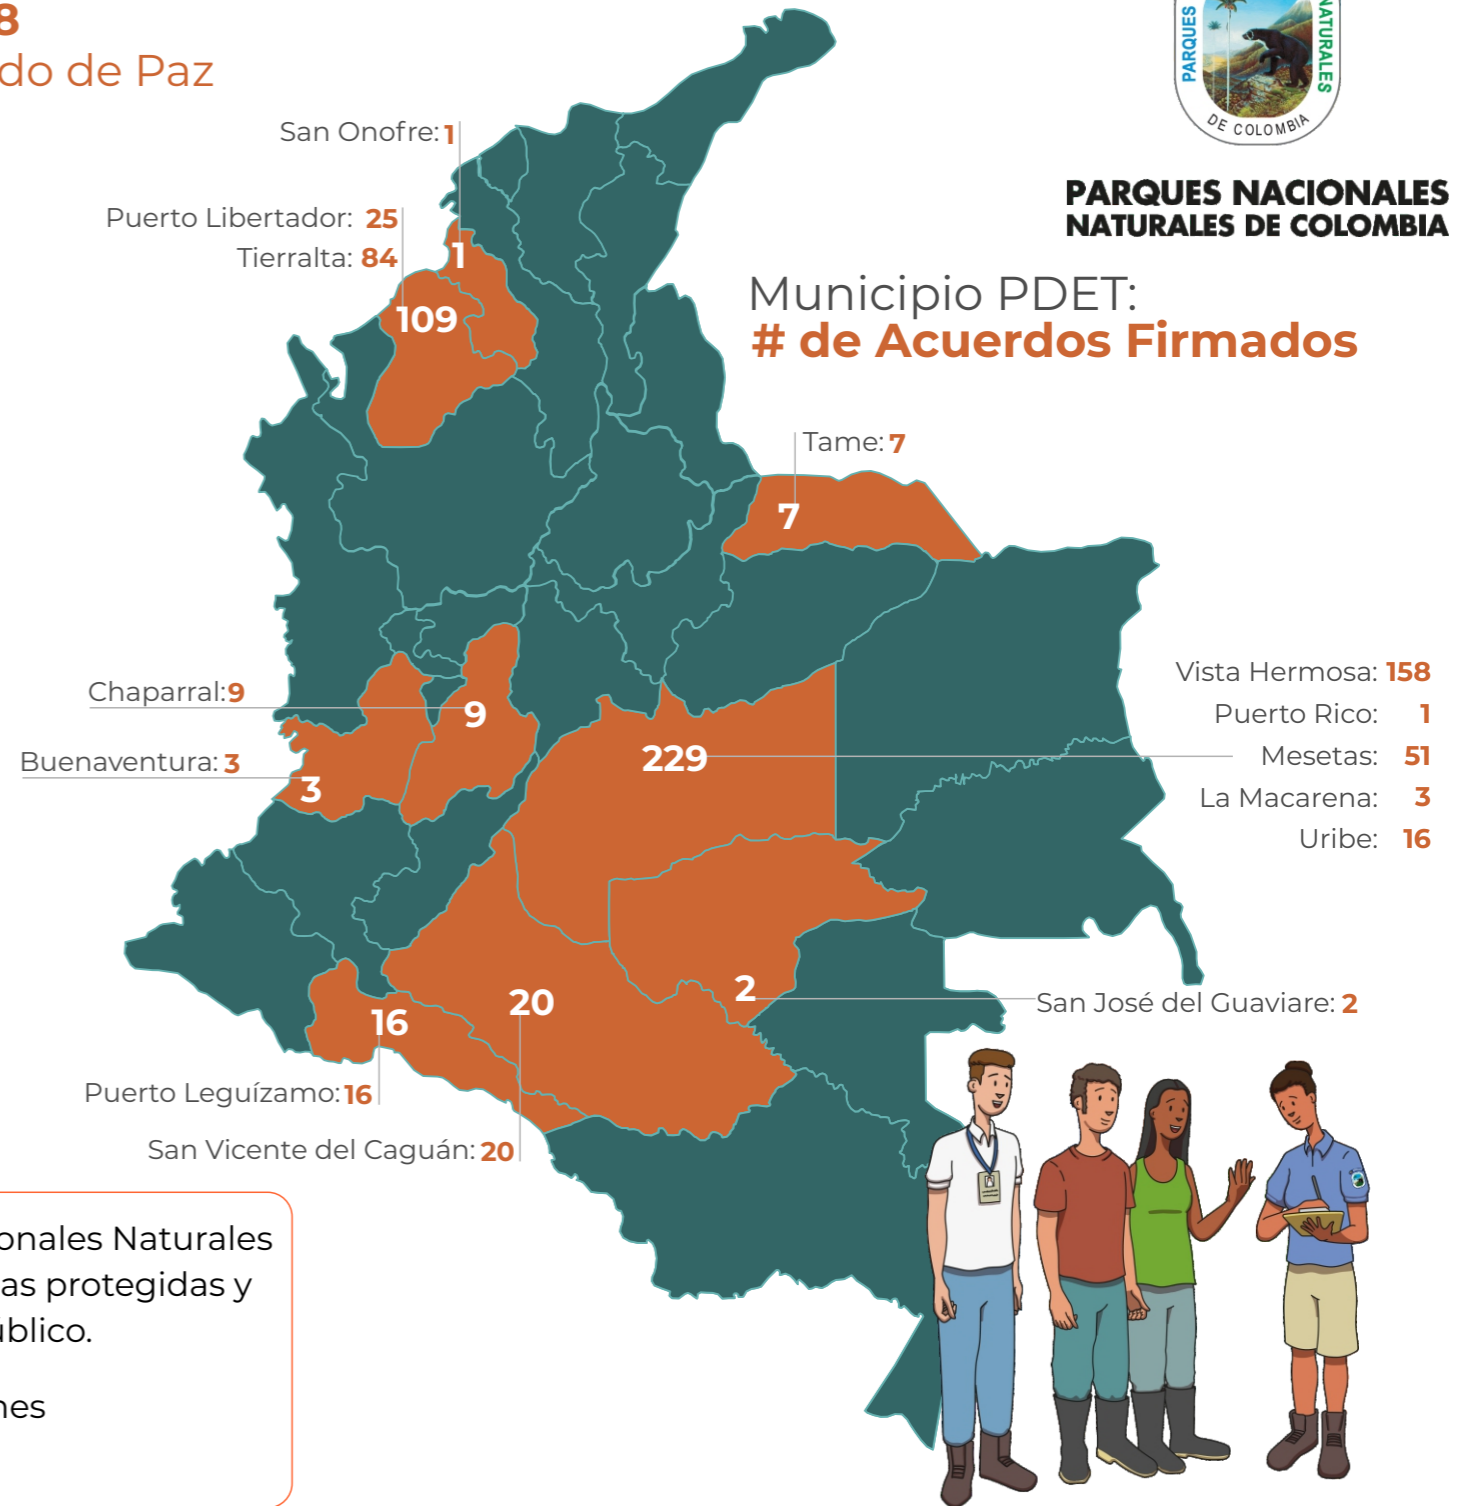 8
do de Paz
PARQUES
NATURALES
DE COLOMBIA
PARQUES NACIONALES
NATURALES DE COLOMBIA
San Onofre: 1
Puerto Libertador: 25
Tierralta: 84
1
109
Municipio PDET:
# de Acuerdos Firmados
Tame: 7
7
Chaparral: 9
9
Buenaventura: 3
3
229
Vista Hermosa: 158
Puerto Rico: 1
Mesetas: 51
La Macarena: 3
Uribe: 16
2
San José del Guaviare: 2
20
16
Puerto Leguízamo: 16
San Vicente del Caguán: 20
onales Naturales
as protegidas y
úblico.
nes